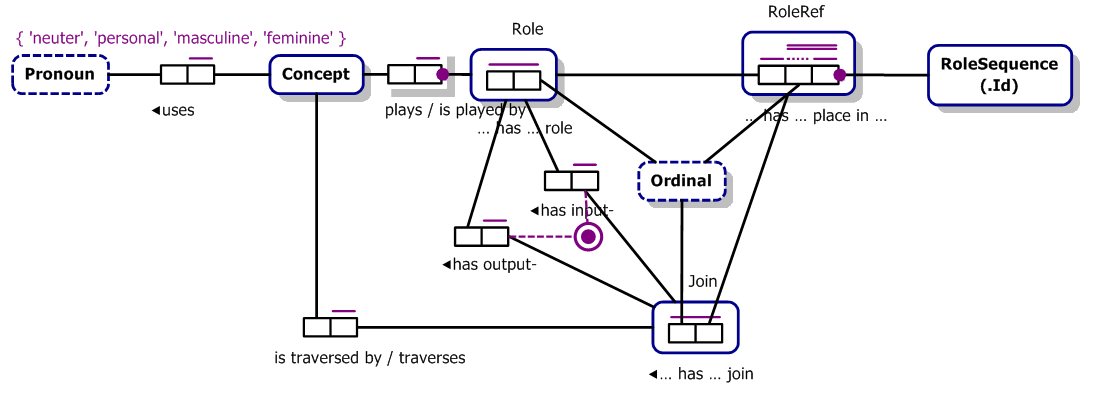 Role
RoleRef
{ 'neuter', 'personal', 'masculine', 'feminine' }
Pronoun
Concept
RoleSequence
(.Id)
◄uses
plays / is played by
... has ... role
... has ... place in ...
Ordinal
◄has input-
◄has output-
Join
is traversed by / traverses
◄... has ... join